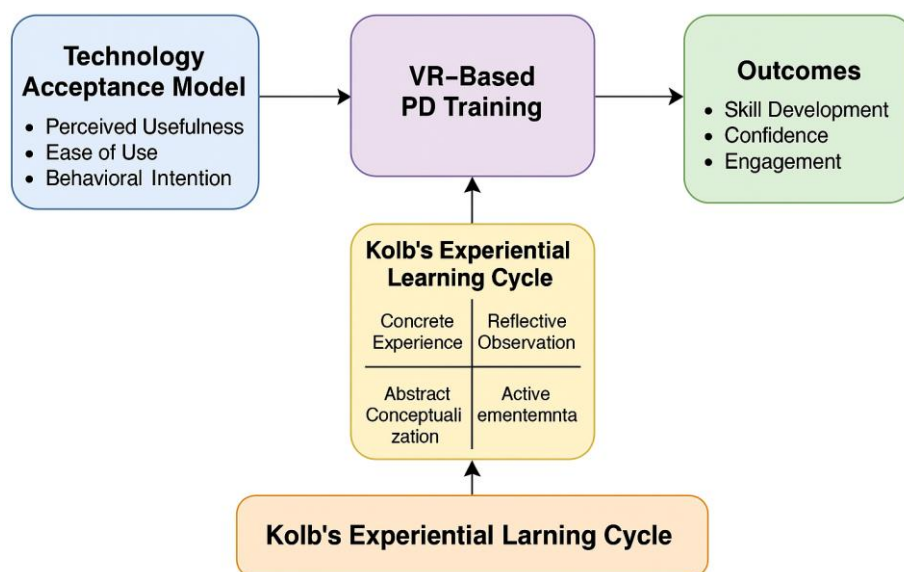 Technology
Acceptance Model
• Perceived Usefulness
• Ease of Use
• Behavioral Intention
VR–Based
PD Training
Outcomes
• Skill Development
• Confidence
• Engagement
Kolb's Experiential
Learning Cycle
Concrete
Experience
Reflective
Observation
Abstract
Conceptuali
zation
Active
ementemnta
Kolb's Experiential Larning Cycle